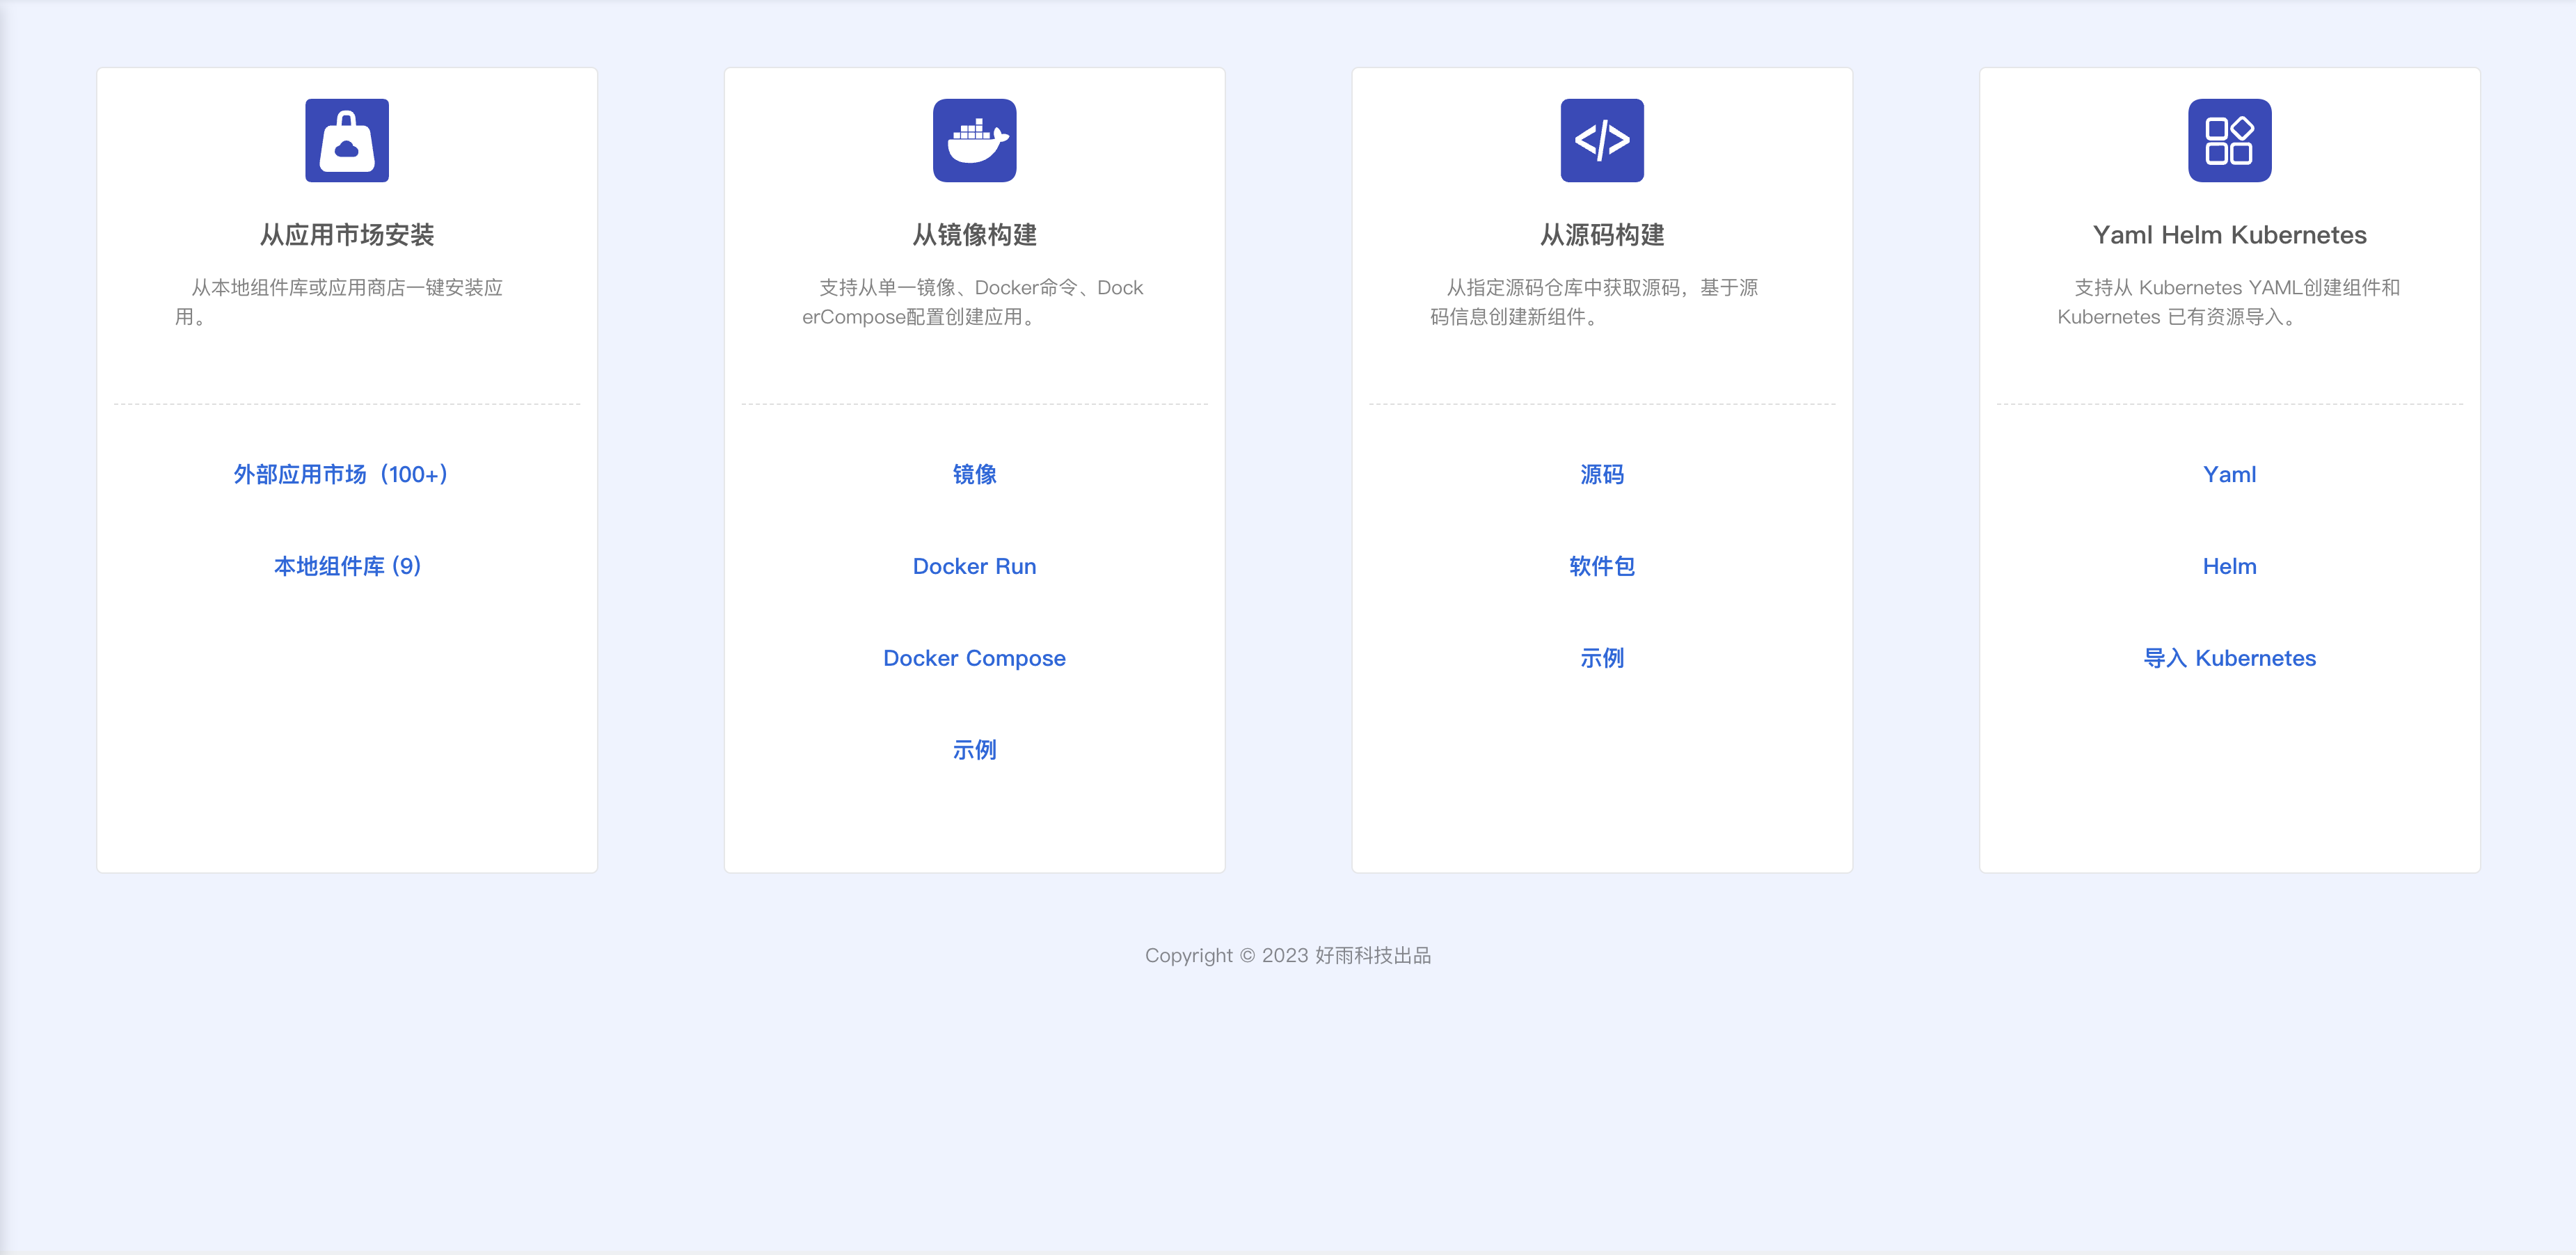 从应用市场安装
从本地组件库或应用商店一键安装应
用。
外部应用市场（100+）
本地组件库 (9)
从镜像构建
支持从单一镜像、Docker命令、Dock
erCompose配置创建应用。
镜像
Docker Run
Docker Compose
示例
从源码构建
从指定源码仓库中获取源码，基于源
码信息创建新组件。
源码
软件包
示例
Yaml Helm Kubernetes
支持从 Kubernetes YAML创建组件和
Kubernetes 已有资源导入。
Yaml
Helm
导入 Kubernetes
Copyright © 2023 好雨科技出品